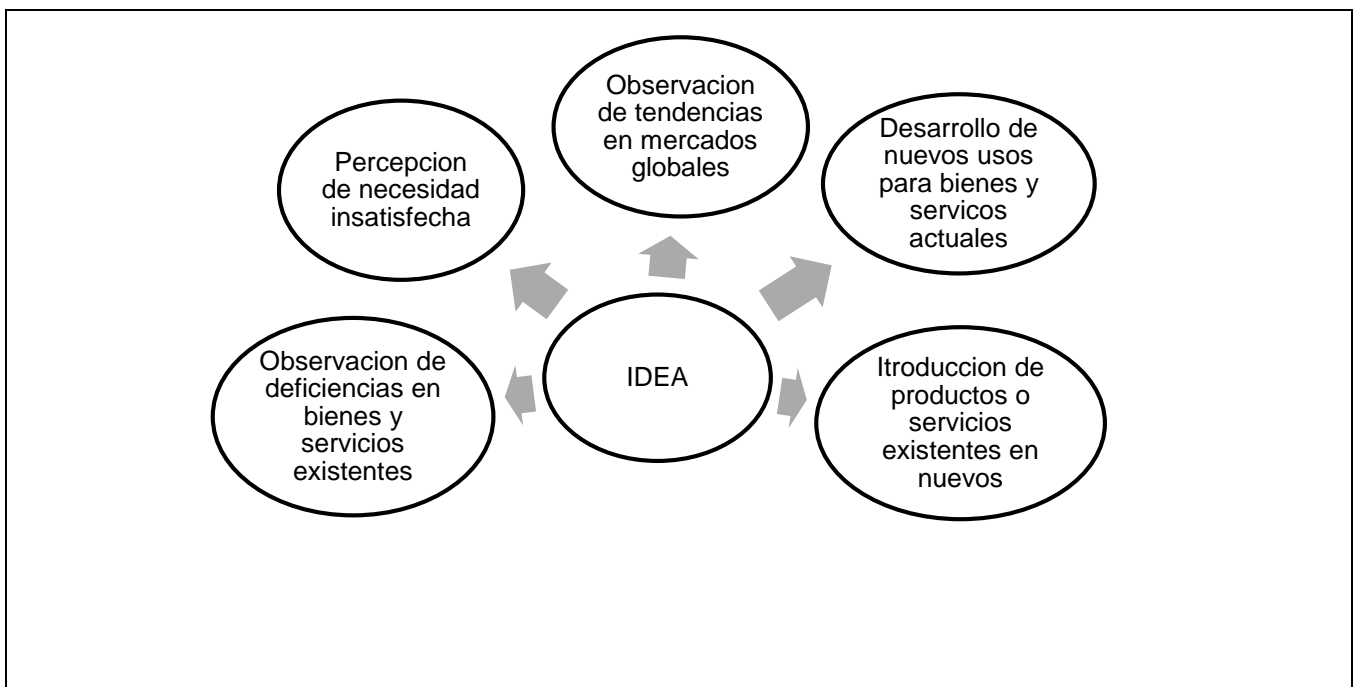 Observacion
de tendencias
en mercados
globales
Percepcion
de necesidad
insatisfecha
Desarrollo de
nuevos usos
para bienes y
servicos
actuales
Observacion de
deficiencias en
bienes y
servicios
existentes
IDEA
Itroduccion de
productos o
servicios
existentes en
nuevos